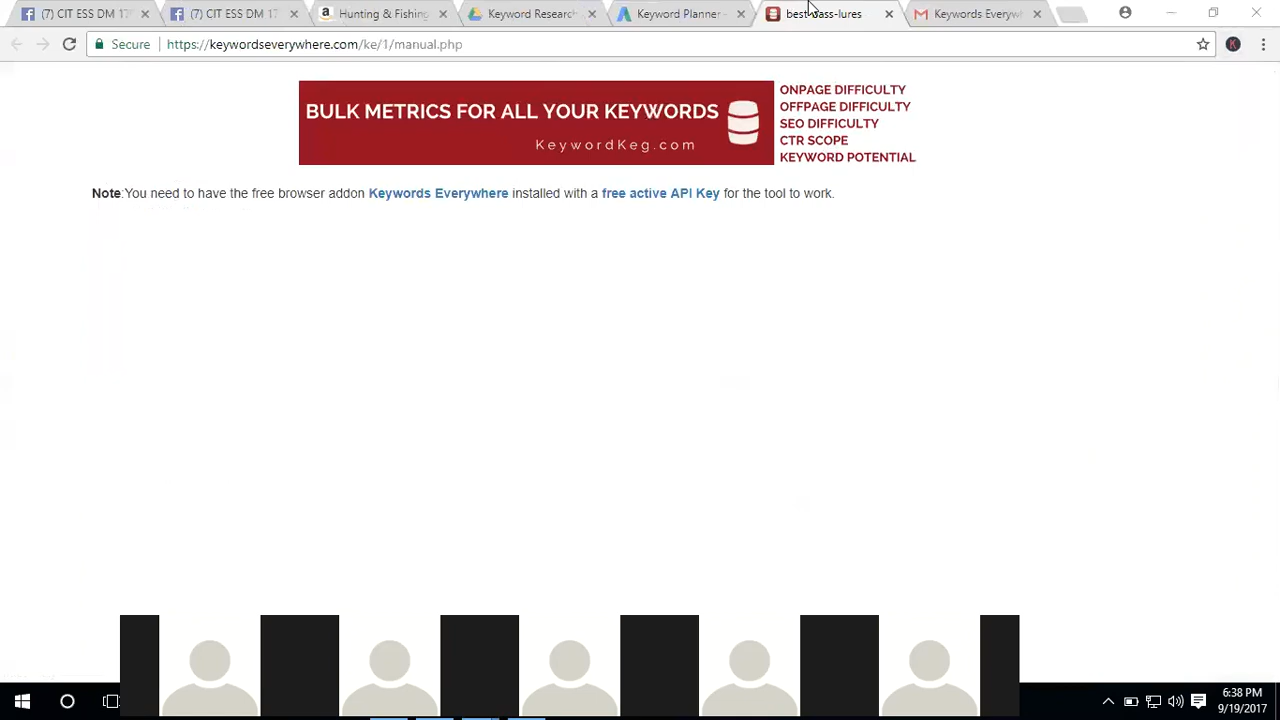 (7) CIT ESS DM 17
(7) CIT ESS DM 17
Hunting & Fishing
Keyword Research
Keyword Planner
best-bass-lures
Keywords Everyw
Secure https://keywordseverywhere.com/ke/1/manual.php
BULK METRICS FOR ALL YOUR KEYWORDS
KeywordKeg.com
ONPAGE DIFFICULTY
OFFPAGE DIFFICULTY
SEO DIFFICULTY
CTR SCOPE
KEYWORD POTENTIAL
Note:You need to have the free browser addon Keywords Everywhere installed with a free active API Key for the tool to work.
6:38 PM
9/19/2017